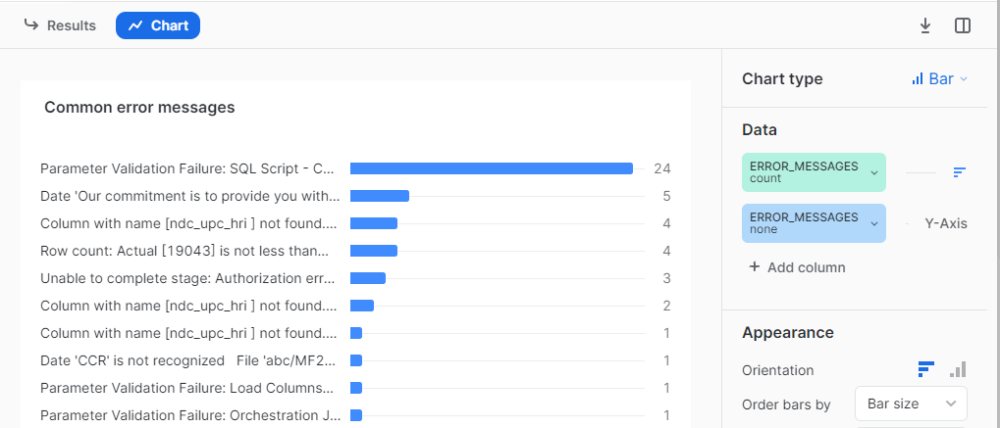 Results
Chart
Common error messages
Parameter Validation Failure: SQL Script - C... 24
Date 'Our commitment is to provide you with... 5
Column with name [ndc_upc_hri ] not found.... 4
Row count: Actual [19043] is not less than... 4
Unable to complete stage: Authorization err... 3
Column with name [ndc_upc_hri ] not found.... 2
Column with name [ndc_upc_hri ] not found.... 1
Date 'CCR' is not recognized   File 'abc/MF2... 1
Parameter Validation Failure: Load Columns... 1
Parameter Validation Failure: Orchestration J... 1
Chart type
Bar
Data
ERROR_MESSAGES
count
ERROR_MESSAGES
none
Y-Axis
+ Add column
Appearance
Orientation
Order bars by
Bar size